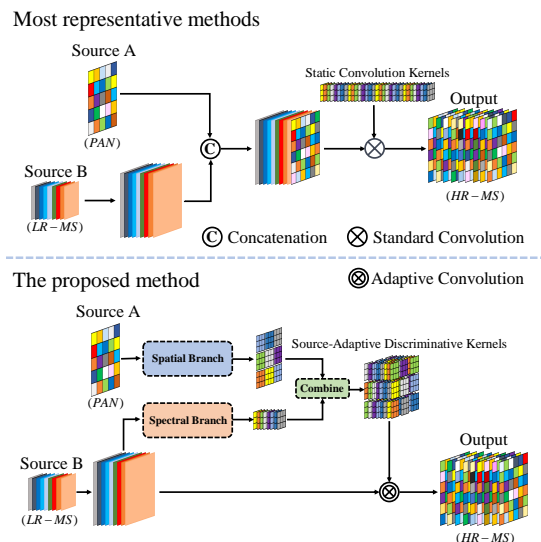 Most representative methods
Source A
(PAN)
Static Convolution Kernels
Output
Source B
C
(LR−MS)
(HR−MS)
C Concatenation
Standard Convolution
The proposed method
Adaptive Convolution
Source A
Spatial Branch
Source-Adaptive Discriminative Kernels
(PAN)
Combine
Spectral Branch
Source B
Output
(LR−MS)
(HR−MS)